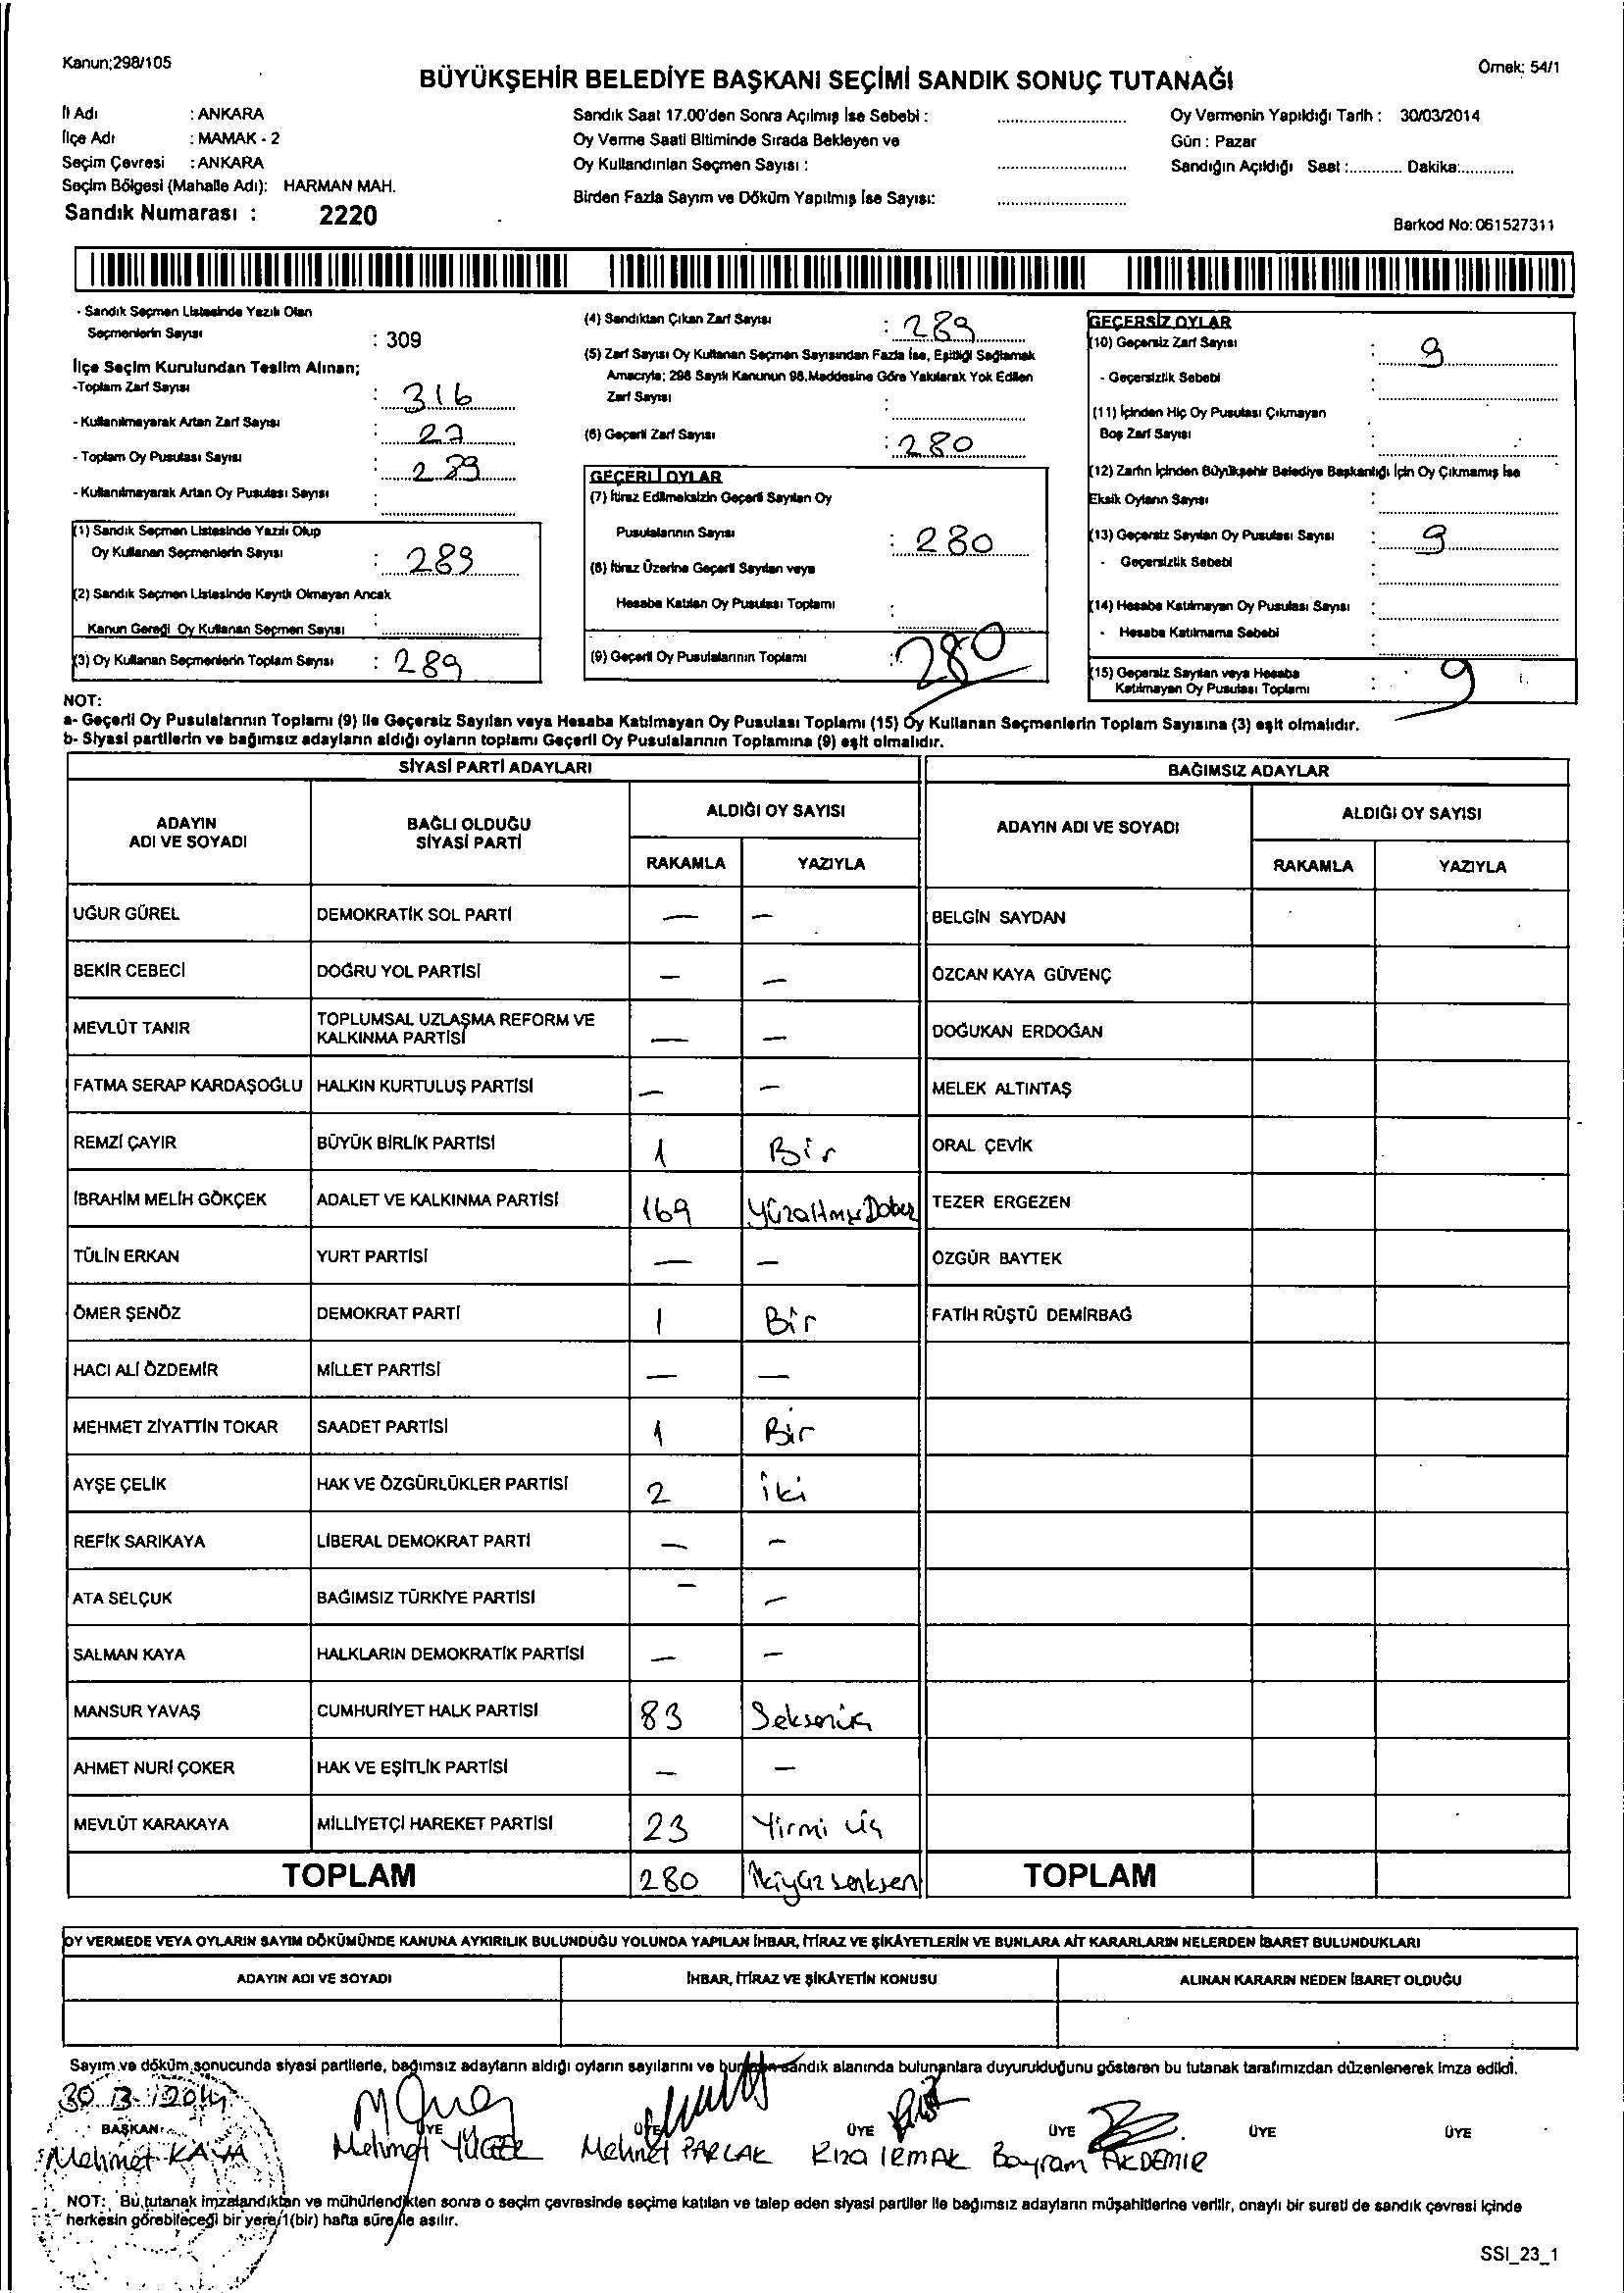 Kanun;298/105
Örnek: 54/1
BÜYÜKŞEHİR BELEDİYE BAŞKANI SEÇİMİ SANDIK SONUÇ TUTANAĞI
İl Adı : ANKARA
İlçe Adı : MAMAK - 2
Seçim Çevresi : ANKARA
Seçim Bölgesi (Mahalle Adı): HARMAN MAH.
Sandık Numarası : 2220
Sandık Saat 17.00'den Sonra Açılmış İse Sebebi :
Oy Verme Saati Bitiminde Sırada Bekleyen ve
Oy Kullandırılan Seçmen Sayısı :
Birden Fazla Sayım ve Döküm Yapılmış İse Sayısı:
Oy Vermenin Yapıldığı Tarih : 30/03/2014
Gün : Pazar
Sandığın Açıldığı Saat :............ Dakika:............
Barkod No: 061527311
- Sandık Seçmen Listesinde Yazılı Olan
Seçmenlerin Sayısı : 309
İlçe Seçim Kurulundan Teslim Alınan;
-Toplam Zarf Sayısı : 316
- Kullanılmayarak Artan Zarf Sayısı : 27
- Toplam Oy Pusulası Sayısı : 289
- Kullanılmayarak Artan Oy Pusulası Sayısı :
(1) Sandık Seçmen Listesinde Yazılı Olup
Oy Kullanan Seçmenlerin Sayısı : 289
(2) Sandık Seçmen Listesinde Kayıtlı Olmayan Ancak
Kanun Gereği Oy Kullanan Seçmen Sayısı :
(3) Oy Kullanan Seçmenlerin Toplam Sayısı : 289
(4) Sandıktan Çıkan Zarf Sayısı : 289
(5) Zarf Sayısı Oy Kullanan Seçmen Sayısından Fazla İse, Eşitliği Sağlamak
Amacıyla; 298 Sayılı Kanunun 98.Maddesine Göre Yakılarak Yok Edilen
Zarf Sayısı :
(6) Geçerli Zarf Sayısı : 280
GEÇERLİ OYLAR
(7) İtiraz Edilmeksizin Geçerli Sayılan Oy
Pusulalarının Sayısı : 280
(8) İtiraz Üzerine Geçerli Sayılan veya
Hesaba Katılan Oy Pusulası Toplamı :
(9) Geçerli Oy Pusulalarının Toplamı : 280
GEÇERSİZ OYLAR
(10) Geçersiz Zarf Sayısı : 9
- Geçersizlik Sebebi :
(11) İçinden Hiç Oy Pusulası Çıkmayan
Boş Zarf Sayısı :
(12) Zarfın İçinden Büyükşehir Belediye Başkanlığı İçin Oy Çıkmamış İse
Eksik Oyların Sayısı :
(13) Geçersiz Sayılan Oy Pusulası Sayısı : 9
- Geçersizlik Sebebi :
(14) Hesaba Katılmayan Oy Pusulası Sayısı :
- Hesaba Katılmama Sebebi :
(15) Geçersiz Sayılan veya Hesaba
Katılmayan Oy Pusulası Toplamı : 9
NOT:
a- Geçerli Oy Pusulalarının Toplamı (9) ile Geçersiz Sayılan veya Hesaba Katılmayan Oy Pusulası Toplamı (15) Oy Kullanan Seçmenlerin Toplam Sayısına (3) eşit olmalıdır.
b- Siyasi partilerin ve bağımsız adayların aldığı oyların toplamı Geçerli Oy Pusulalarının Toplamına (9) eşit olmalıdır.
SİYASİ PARTİ ADAYLARI BAĞIMSIZ ADAYLAR
ADAYIN ADI VE SOYADI BAĞLI OLDUĞU SİYASİ PARTİ ALDIĞI OY SAYISI ADAYIN ADI VE SOYADI ALDIĞI OY SAYISI
RAKAMLA YAZIYLA RAKAMLA YAZIYLA
UĞUR GÜREL DEMOKRATİK SOL PARTİ — — BELGİN SAYDAN
BEKİR CEBECİ DOĞRU YOL PARTİSİ — — ÖZCAN KAYA GÜVENÇ
MEVLÜT TANIR TOPLUMSAL UZLAŞMA REFORM VE KALKINMA PARTİSİ — — DOĞUKAN ERDOĞAN
FATMA SERAP KARDAŞOĞLU HALKIN KURTULUŞ PARTİSİ — — MELEK ALTINTAŞ
REMZİ ÇAYIR BÜYÜK BİRLİK PARTİSİ 1 Bir ORAL ÇEVİK
İBRAHİM MELİH GÖKÇEK ADALET VE KALKINMA PARTİSİ 169 TEZER ERGEZEN
TÜLİN ERKAN YURT PARTİSİ — — ÖZGÜR BAYTEK
ÖMER ŞENÖZ DEMOKRAT PARTİ 1 Bir FATİH RÜŞTÜ DEMİRBAĞ
HACI ALİ ÖZDEMİR MİLLET PARTİSİ — —
MEHMET ZİYATTİN TOKAR SAADET PARTİSİ 1 Bir
AYŞE ÇELİK HAK VE ÖZGÜRLÜKLER PARTİSİ 2 iki
REFİK SARIKAYA LİBERAL DEMOKRAT PARTİ — —
ATA SELÇUK BAĞIMSIZ TÜRKİYE PARTİSİ — —
SALMAN KAYA HALKLARIN DEMOKRATİK PARTİSİ — —
MANSUR YAVAŞ CUMHURİYET HALK PARTİSİ 83 Seksenüç
AHMET NURİ ÇOKER HAK VE EŞİTLİK PARTİSİ — —
MEVLÜT KARAKAYA MİLLİYETÇİ HAREKET PARTİSİ 23 Yirmi üç
TOPLAM 280 ikiyüz senksen TOPLAM
OY VERMEDE VEYA OYLARIN SAYIM DÖKÜMÜNDE KANUNA AYKIRILIK BULUNDUĞU YOLUNDA YAPILAN İHBAR, İTİRAZ VE ŞİKÂYETLERİN VE BUNLARA AİT KARARLARIN NELERDEN İBARET BULUNDUKLARI
ADAYIN ADI VE SOYADI İHBAR, İTİRAZ VE ŞİKÂYETİN KONUSU ALINAN KARARIN NEDEN İBARET OLDUĞU
Sayım ve döküm sonucunda siyasi partilerle, bağımsız adayların aldığı oyların sayılarını ve bunların sandık alanında bulunanlara duyurulduğunu gösteren bu tutanak tarafımızdan düzenlenerek imza edildi.
30.3.2014
BAŞKAN ÜYE ÜYE ÜYE ÜYE ÜYE ÜYE
Mehmet KAYA Mehmet YÜCEL Mehmet PARLAK Rıza IRMAK Bayram AKDEMİR
NOT: Bu tutanak imzalandıktan ve mühürlendikten sonra o seçim çevresinde seçime katılan ve talep eden siyasi partiler ile bağımsız adayların müşahitlerine verilir, onaylı bir sureti de sandık çevresi içinde
herkesin görebileceği bir yere 1(bir) hafta süre ile asılır.
SSI_23_1